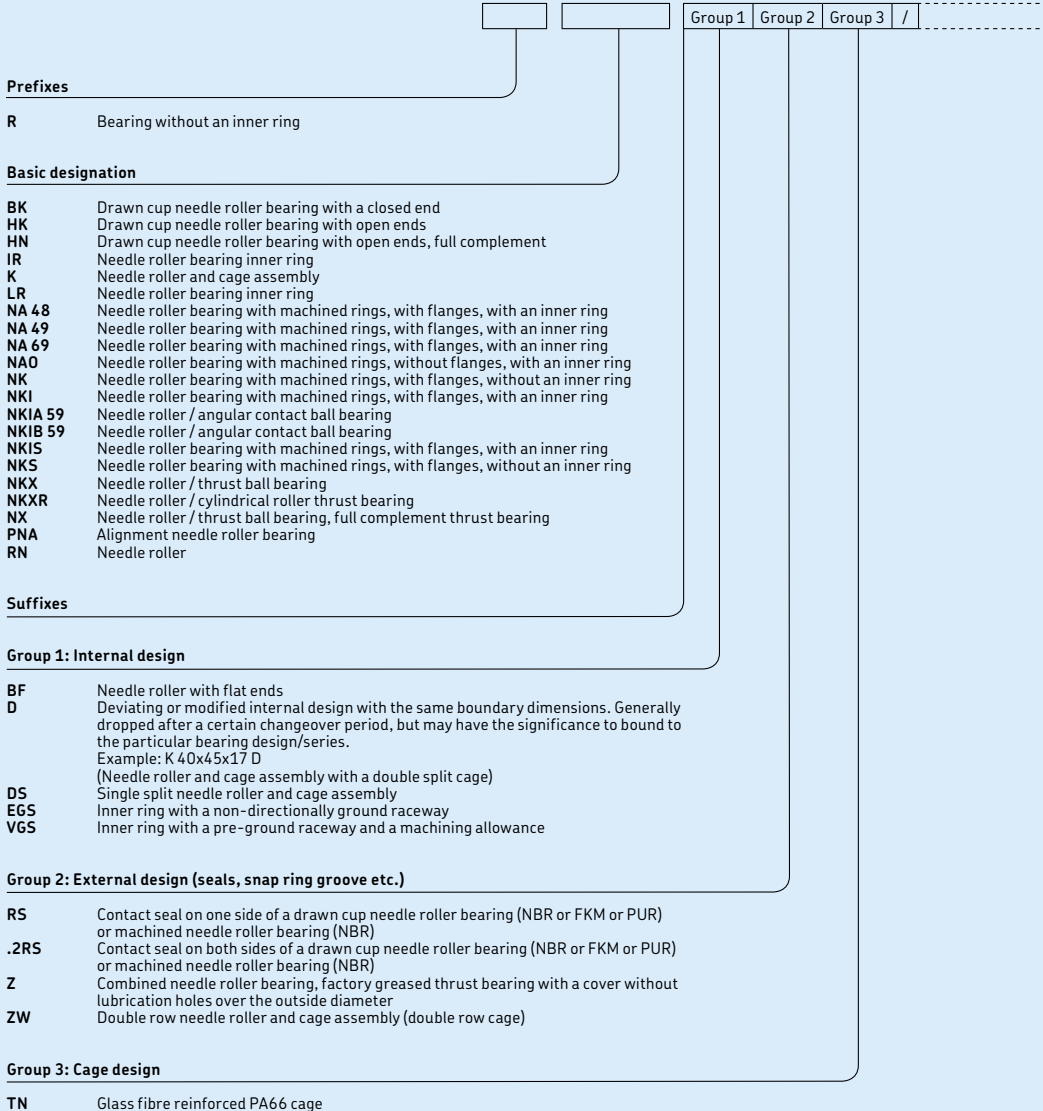 Group 1 Group 2 Group 3 /
Prefixes
R Bearing without an inner ring
Basic designation
BK Drawn cup needle roller bearing with a closed end
HK Drawn cup needle roller bearing with open ends
HN Drawn cup needle roller bearing with open ends, full complement
IR Needle roller bearing inner ring
K Needle roller and cage assembly
LR Needle roller bearing inner ring
NA 48 Needle roller bearing with machined rings, with flanges, with an inner ring
NA 49 Needle roller bearing with machined rings, with flanges, with an inner ring
NA 69 Needle roller bearing with machined rings, with flanges, with an inner ring
NAO Needle roller bearing with machined rings, without flanges, with an inner ring
NK Needle roller bearing with machined rings, with flanges, without an inner ring
NKI Needle roller bearing with machined rings, with flanges, with an inner ring
NKIA 59 Needle roller / angular contact ball bearing
NKIB 59 Needle roller / angular contact ball bearing
NKIS Needle roller bearing with machined rings, with flanges, with an inner ring
NKS Needle roller bearing with machined rings, with flanges, without an inner ring
NKX Needle roller / thrust ball bearing
NKXR Needle roller / cylindrical roller thrust bearing
NX Needle roller / thrust ball bearing, full complement thrust bearing
PNA Alignment needle roller bearing
RN Needle roller
Suffixes
Group 1: Internal design
BF Needle roller with flat ends
D Deviating or modified internal design with the same boundary dimensions. Generally
dropped after a certain changeover period, but may have the significance to bound to
the particular bearing design/series.
Example: K 40x45x17 D
(Needle roller and cage assembly with a double split cage)
DS Single split needle roller and cage assembly
EGS Inner ring with a non-directionally ground raceway
VGS Inner ring with a pre-ground raceway and a machining allowance
Group 2: External design (seals, snap ring groove etc.)
RS Contact seal on one side of a drawn cup needle roller bearing (NBR or FKM or PUR)
or machined needle roller bearing (NBR)
.2RS Contact seal on both sides of a drawn cup needle roller bearing (NBR or FKM or PUR)
or machined needle roller bearing (NBR)
Z Combined needle roller bearing, factory greased thrust bearing with a cover without
lubrication holes over the outside diameter
ZW Double row needle roller and cage assembly (double row cage)
Group 3: Cage design
TN Glass fibre reinforced PA66 cage